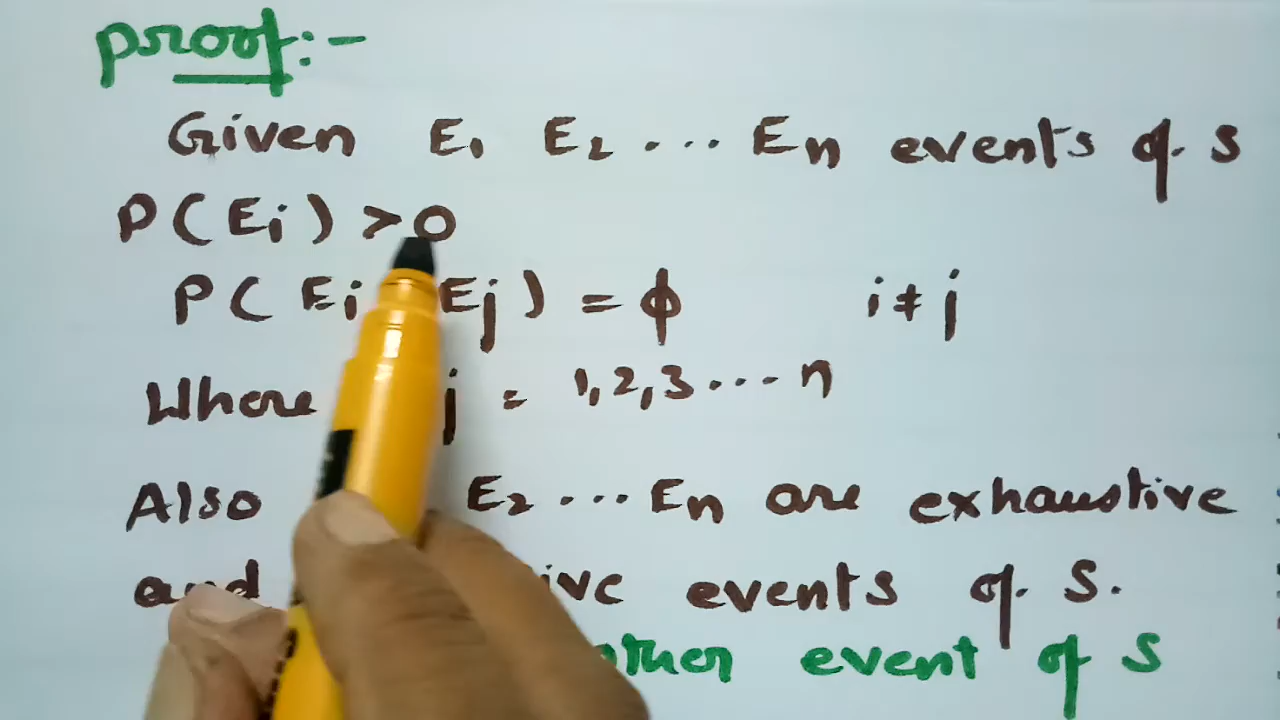 Proof:-
Given E1 E2 ... En events of S
P(Ei) >0
P( Ei Ej ) = ϕ i ≠ j
Where j = 1,2,3... n
Also E2 ... En are exhaustive
and events of S.
event of S